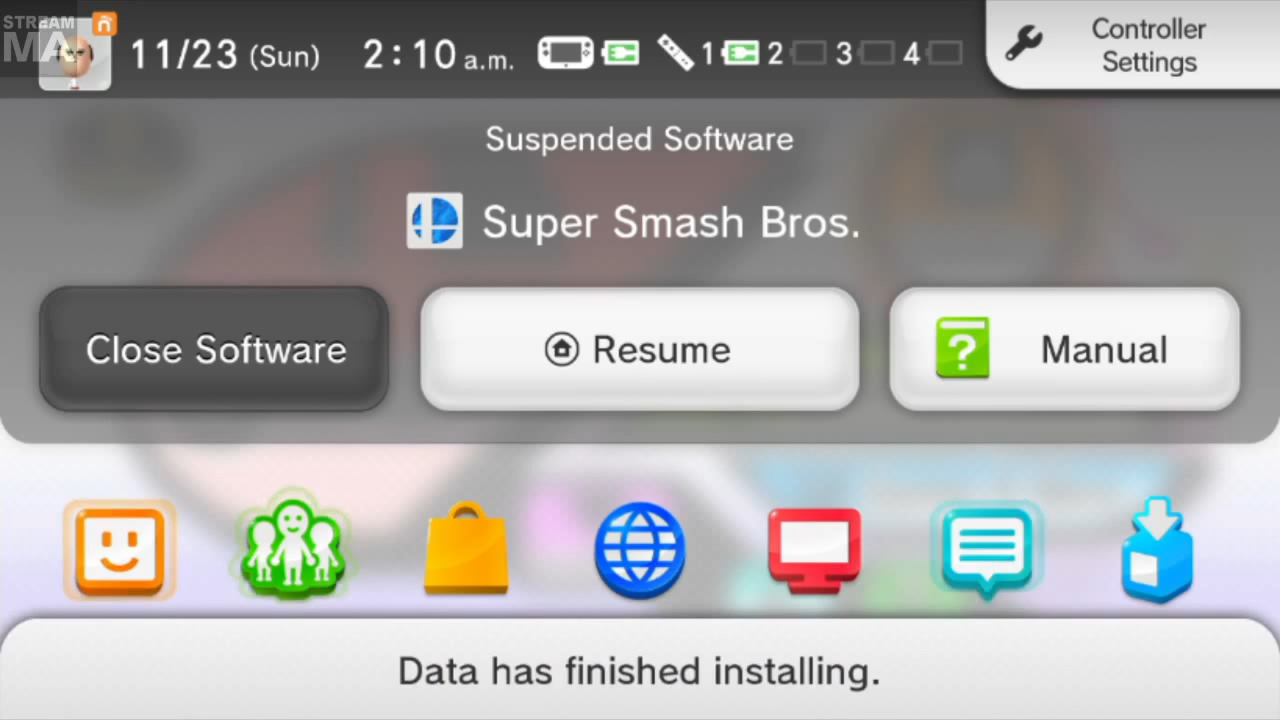 STREAM
MA
11/23 (Sun) 2:10 a.m. 1 2 3 4
Controller
Settings
Suspended Software
Super Smash Bros.
Close Software
Resume
? Manual
Data has finished installing.